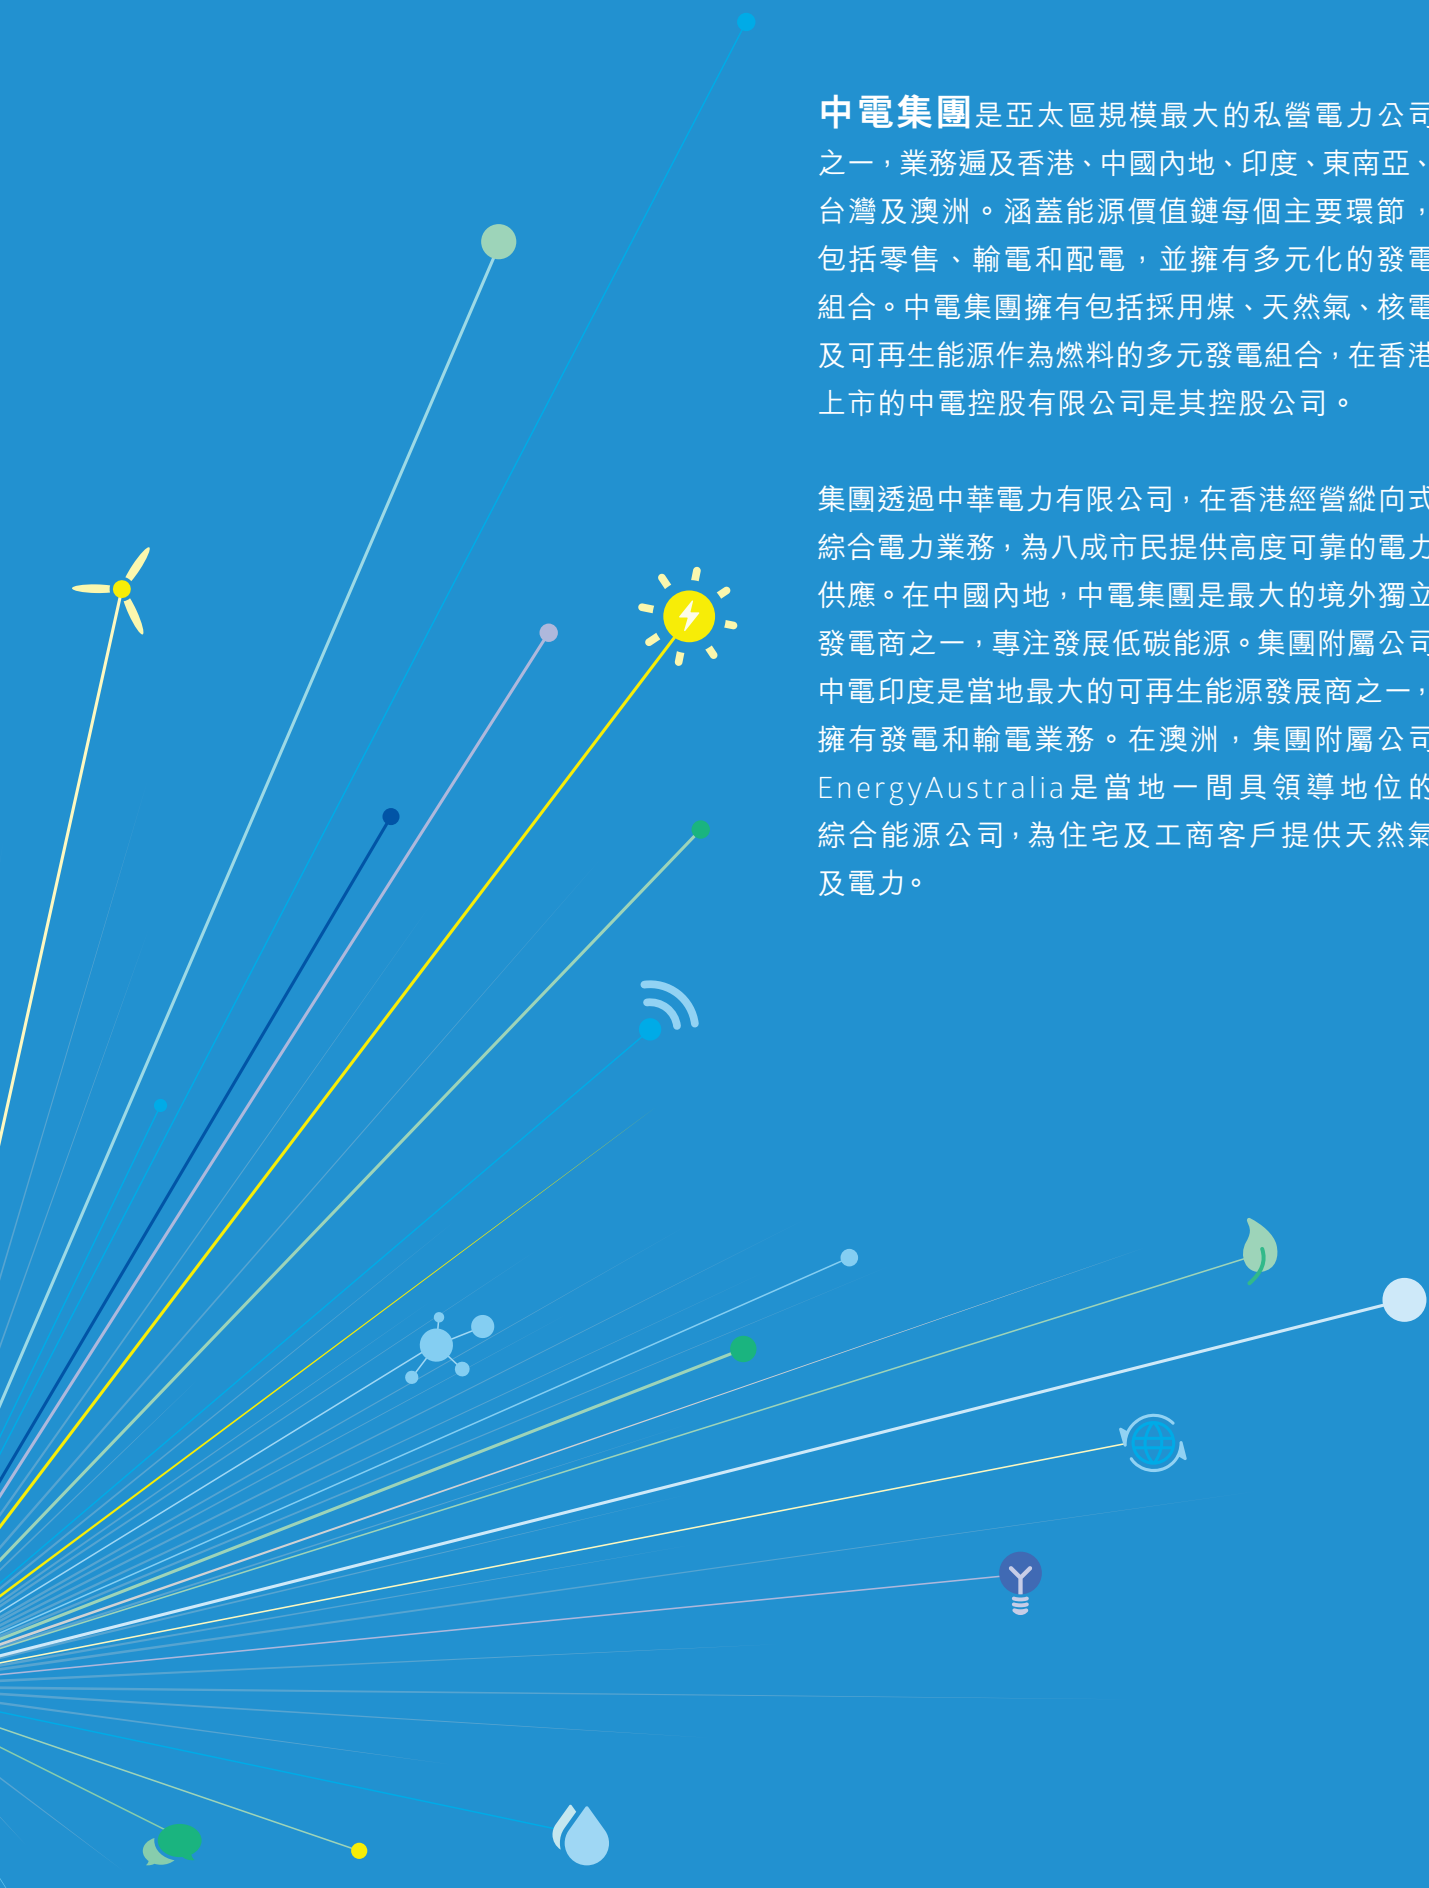 中電集團是亞太區規模最大的私營電力公司
之一，業務遍及香港、中國內地、印度、東南亞、
台灣及澳洲。涵蓋能源價值鏈每個主要環節，
包括零售、輸電和配電，並擁有多元化的發電
組合。中電集團擁有包括採用煤、天然氣、核電
及可再生能源作為燃料的多元發電組合，在香港
上市的中電控股有限公司是其控股公司。
集團透過中華電力有限公司，在香港經營縱向式
綜合電力業務，為八成市民提供高度可靠的電力
供應。在中國內地，中電集團是最大的境外獨立
發電商之一，專注發展低碳能源。集團附屬公司
中電印度是當地最大的可再生能源發展商之一，
擁有發電和輸電業務。在澳洲，集團附屬公司
EnergyAustralia是當地一間具領導地位的
綜合能源公司，為住宅及工商客戶提供天然氣
及電力。